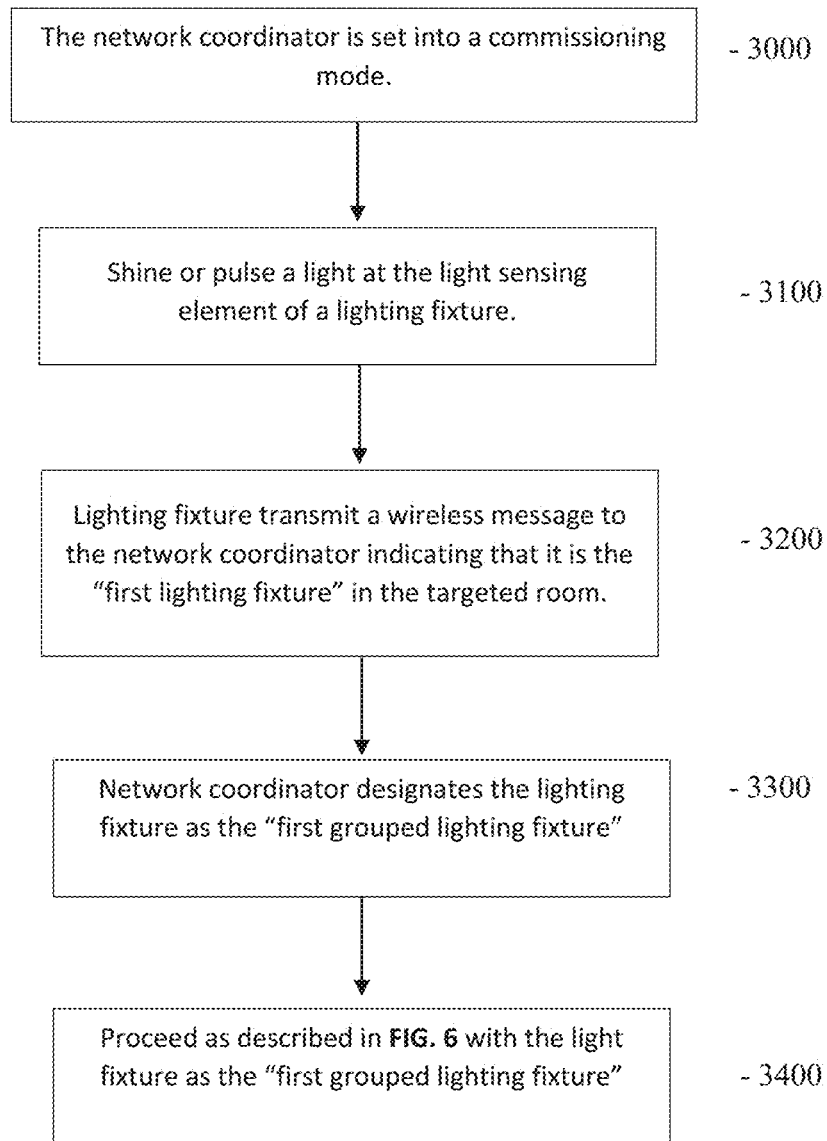 The network coordinator is set into a commissioning
mode.
- 3000
Shine or pulse a light at the light sensing
element of a lighting fixture.
- 3100
Lighting fixture transmit a wireless message to
the network coordinator indicating that it is the
“first lighting fixture” in the targeted room.
- 3200
Network coordinator designates the lighting
fixture as the “first grouped lighting fixture”
- 3300
Proceed as described in FIG. 6 with the light
fixture as the “first grouped lighting fixture”
- 3400